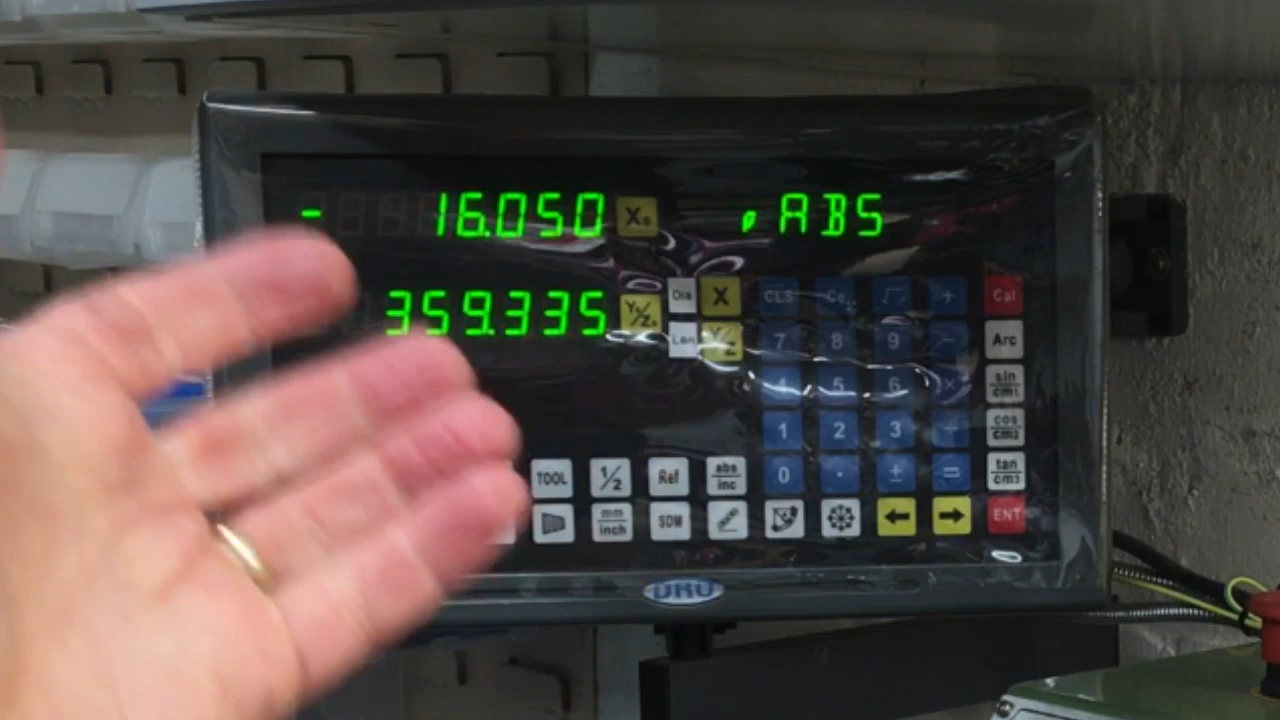 - 16.050 X₀ ABS
359.335 Y/Z₀
Dia X CLS Ce √ + Cal
Len Y/Z 7 8 9 - Arc
4 5 6 × sin/cm1
1 2 3 ÷ cos/cm2
TOOL 1/2 Ref abs/inc 0 . ± = tan/cm3
mm/inch SDM ← → ENT
DRO